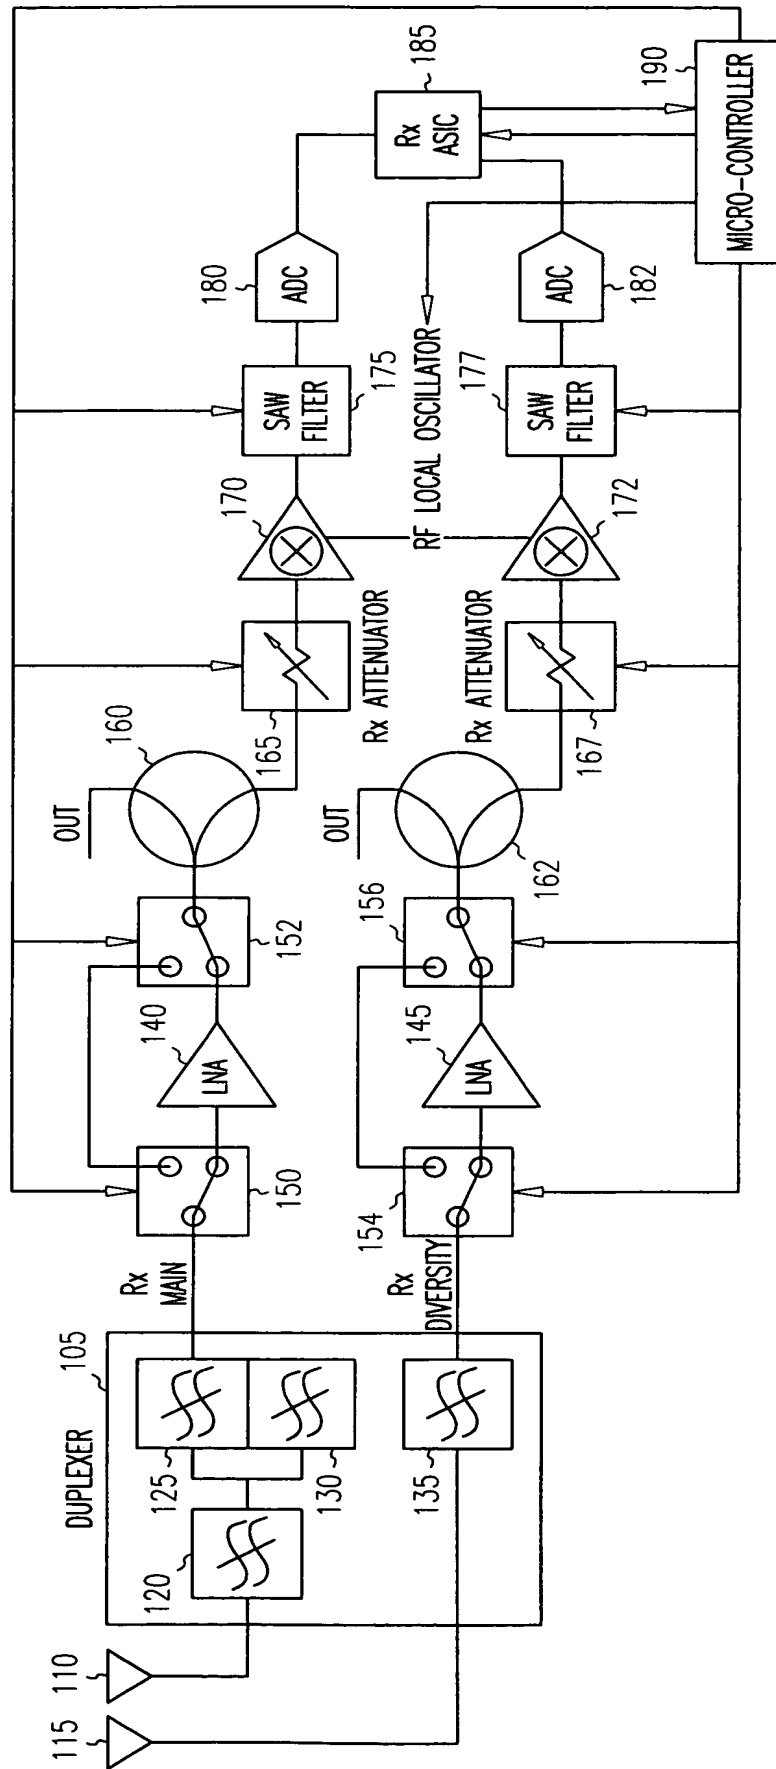 115
110
DUPLEXER
105
120
125
130
135
Rx
MAIN
Rx
DIVERSITY
150
LNA
140
152
154
LNA
145
156
OUT
160
OUT
162
165
Rx ATTENUATOR
Rx ATTENUATOR
167
170
RF LOCAL OSCILLATOR
172
SAW
FILTER
175
177
SAW
FILTER
180
ADC
ADC
182
Rx
ASIC
185
MICRO-CONTROLLER
190